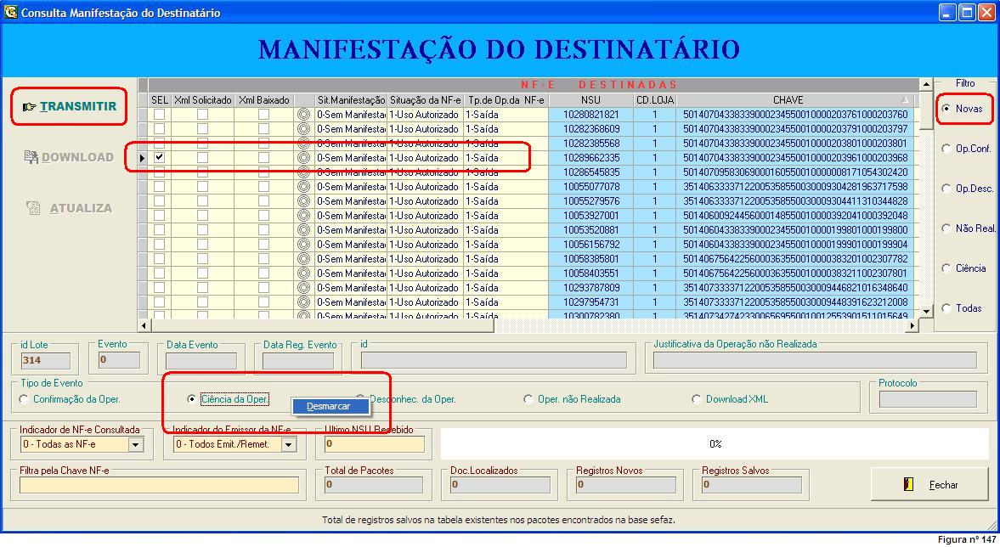 Consulta Manifestação do Destinatário
MANIFESTAÇÃO DO DESTINATÁRIO
NF-E DESTINADAS
SEL Xml Solicitado Xml Baixado Sit.Manifestação Situação da NF-e Tp.de Op.da NF-e NSU CD.LOJA CHAVE
0-Sem Manifestação 1-Uso Autorizado 1-Saída 10280821821 1 50140704338339000234550010000203761000203760
0-Sem Manifesta 1-Uso Autorizado 1-Saída 10282368609 1 50140704338339000234550010000203791000203797
0-Sem Manifesta 1-Uso Autorizado 1-Saída 10282385568 1 50140704338339000234550010000203801000203801
0-Sem Manifesta 1-Uso Autorizado 1-Saída 10289662335 1 50140704338339000234550010000203961000203968
0-Sem Manifesta 1-Uso Autorizado 1-Saída 10286545835 1 50140709583069000160550010000008171054302420
0-Sem Manifesta 1-Uso Autorizado 1-Saída 10055077078 1 35140633337122005358550030009304281963717598
0-Sem Manifesta 1-Uso Autorizado 1-Saída 10055279576 1 35140633337122005358550030009304411310344828
0-Sem Manifesta 1-Uso Autorizado 1-Saída 10053927001 1 50140600924456000148550010000392041000392048
0-Sem Manifesta 1-Uso Autorizado 1-Saída 10053520881 1 50140604338339000234550010000199801000199800
0-Sem Manifesta 1-Uso Autorizado 1-Saída 10056156792 1 50140604338339000234550010000199901000199904
0-Sem Manifesta 1-Uso Autorizado 1-Saída 10058385801 1 50140675642256000363550010000383201002307782
0-Sem Manifesta 1-Uso Autorizado 1-Saída 10058403551 1 50140675642256000363550010000383211002307801
0-Sem Manifesta 1-Uso Autorizado 1-Saída 10293787809 1 35140733337122005358550030009446821016348640
0-Sem Manifesta 1-Uso Autorizado 1-Saída 10297954731 1 35140733337122005358550030009448391623212008
0-Sem Manifesta 1-Uso Autorizado 1-Saída 10300782380 1 35140734274233006569550010012553901511015649
TRANSMITIR
DOWNLOAD
ATUALIZA
Filtro
Novas
Op.Conf.
Op.Desc.
Não Real.
Ciência
Todas
id Lote Evento Data Evento Data Reg. Evento id Justificativa da Operação não Realizada
314 0
Tipo de Evento Protocolo
Confirmação da Oper. Ciência da Oper. Desconhec. da Oper. Oper. não Realizada Download XML
Desmarcar
Indicador de NF-e Consultada Indicador do Emissor da NF-e Ultimo NSU Recebido
0 - Todas as NF-e 0 - Todos Emit./Remet. 0 0%
Filtra pela Chave NF-e Total de Pacotes Doc.Localizados Registros Novos Registros Salvos
0 0 0 0
Fechar
Total de registros salvos na tabela existentes nos pacotes encontrados na base sefaz.
Figura nº 147